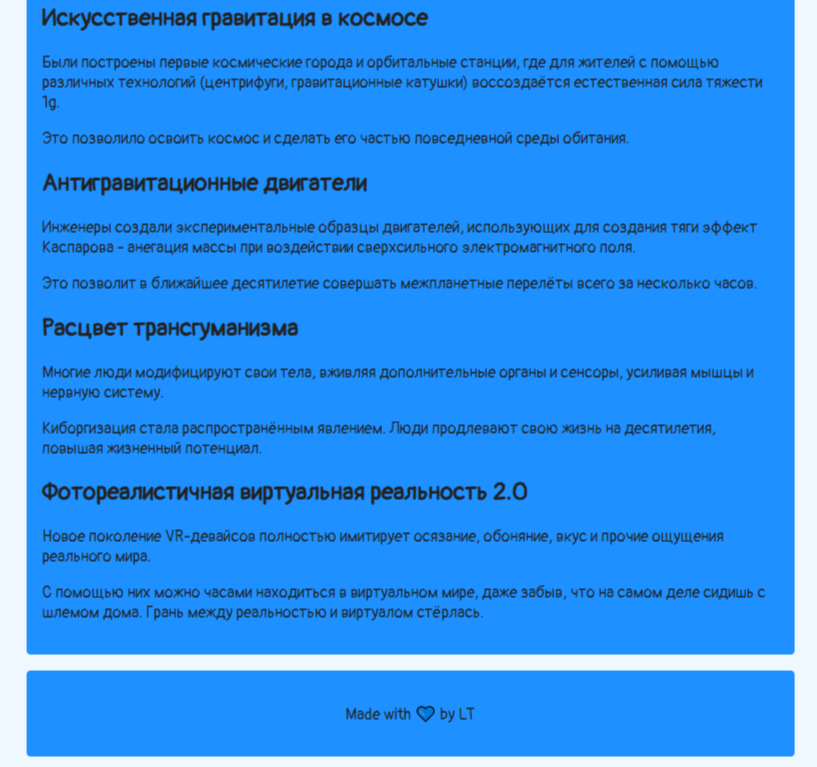 Искусственная гравитация в космосе
Были построены первые космические города и орбитальные станции, где для жителей с помощью
различных технологий (центрифуги, гравитационные катушки) воссоздаётся естественная сила тяжести
1g.
Это позволило освоить космос и сделать его частью повседневной среды обитания.
Антигравитационные двигатели
Инженеры создали экспериментальные образцы двигателей, использующих для создания тяги эффект
Каспарова - анегация массы при воздействии сверхсильного электромагнитного поля.
Это позволит в ближайшее десятилетие совершать межпланетные перелёты всего за несколько часов.
Расцвет трансгуманизма
Многие люди модифицируют свои тела, вживляя дополнительные органы и сенсоры, усиливая мышцы и
нервную систему.
Киборгизация стала распространённым явлением. Люди продлевают свою жизнь на десятилетия,
повышая жизненный потенциал.
Фотореалистичная виртуальная реальность 2.0
Новое поколение VR-девайсов полностью имитирует осязание, обоняние, вкус и прочие ощущения
реального мира.
С помощью них можно часами находиться в виртуальном мире, даже забыв, что на самом деле сидишь с
шлемом дома. Грань между реальностью и виртуалом стёрлась.
Made with 💙 by LT